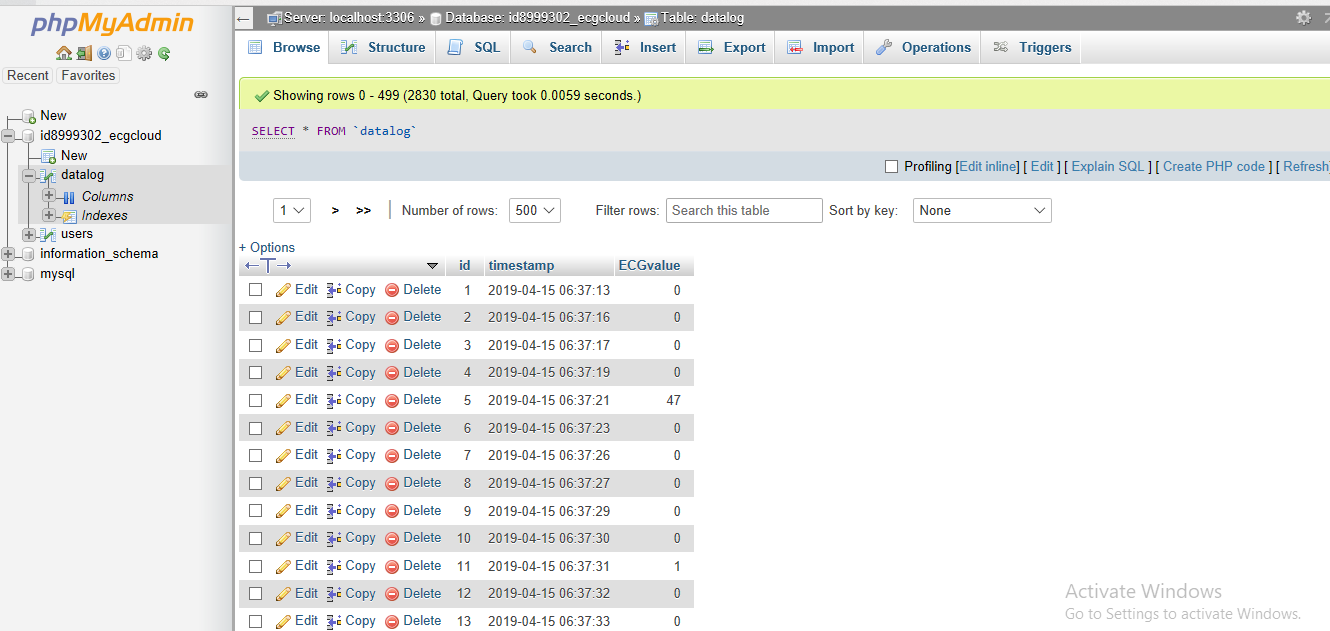 phpMyAdmin
Recent Favorites
New
id8999302_ecgcloud
New
datalog
Columns
Indexes
users
information_schema
mysql
Server: localhost:3306 » Database: id8999302_ecgcloud » Table: datalog
Browse Structure SQL Search Insert Export Import Operations Triggers
Showing rows 0 - 499 (2830 total, Query took 0.0059 seconds.)
SELECT * FROM `datalog`
Profiling [Edit inline] [ Edit ] [ Explain SQL ] [ Create PHP code ] [ Refresh
1 > >> Number of rows: 500 Filter rows: Search this table Sort by key: None
+ Options
←T→ id timestamp ECGvalue
Edit Copy Delete 1 2019-04-15 06:37:13 0
Edit Copy Delete 2 2019-04-15 06:37:16 0
Edit Copy Delete 3 2019-04-15 06:37:17 0
Edit Copy Delete 4 2019-04-15 06:37:19 0
Edit Copy Delete 5 2019-04-15 06:37:21 47
Edit Copy Delete 6 2019-04-15 06:37:23 0
Edit Copy Delete 7 2019-04-15 06:37:26 0
Edit Copy Delete 8 2019-04-15 06:37:27 0
Edit Copy Delete 9 2019-04-15 06:37:29 0
Edit Copy Delete 10 2019-04-15 06:37:30 0
Edit Copy Delete 11 2019-04-15 06:37:31 1
Edit Copy Delete 12 2019-04-15 06:37:32 0
Edit Copy Delete 13 2019-04-15 06:37:33 0
Activate Windows
Go to Settings to activate Windows.